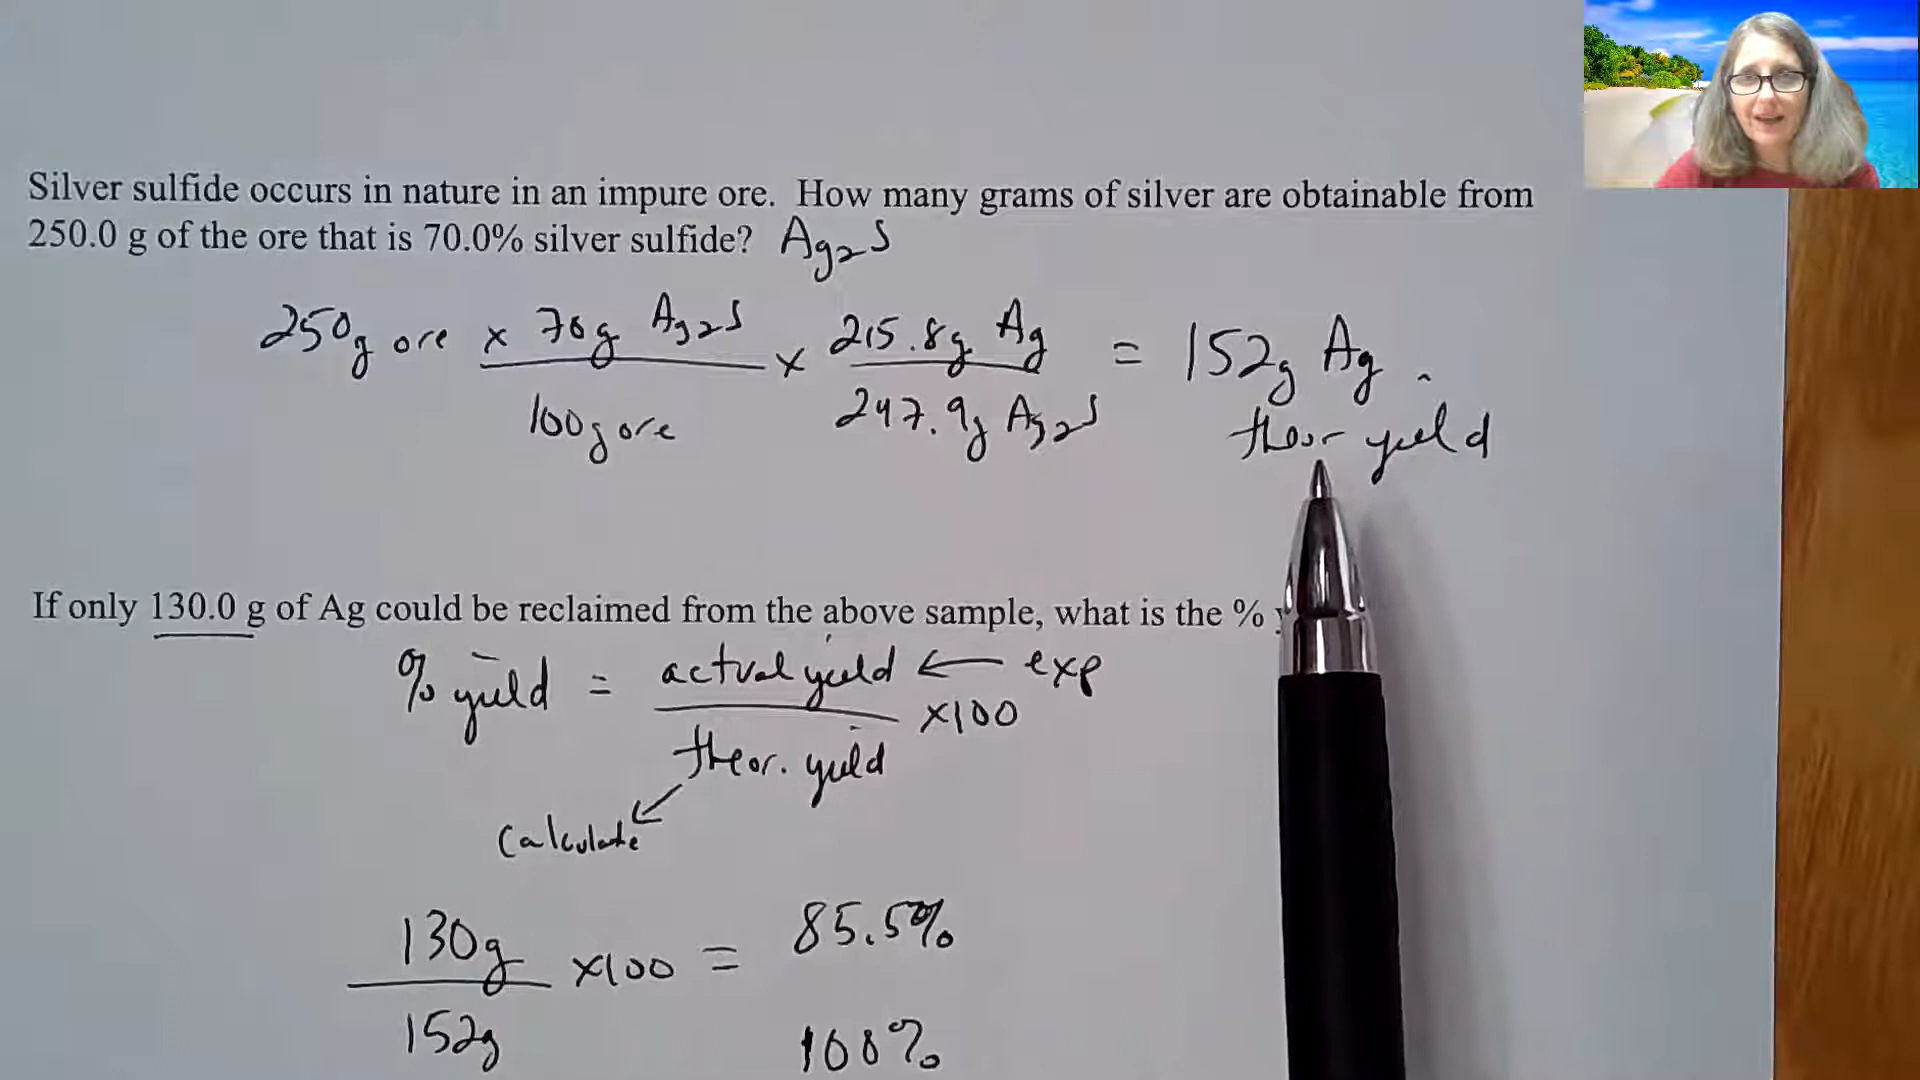 Silver sulfide occurs in nature in an impure ore. How many grams of silver are obtainable from
250.0 g of the ore that is 70.0% silver sulfide? Ag2S
250g ore x 70g Ag2S / 100g ore x 215.8g Ag / 247.9g Ag2S = 152g Ag.
theor yield
If only 130.0 g of Ag could be reclaimed from the above sample, what is the %
% yield = actual yield ← exp
x100
theor. yield
calculate
130g x100 = 85.5%
152g
100%